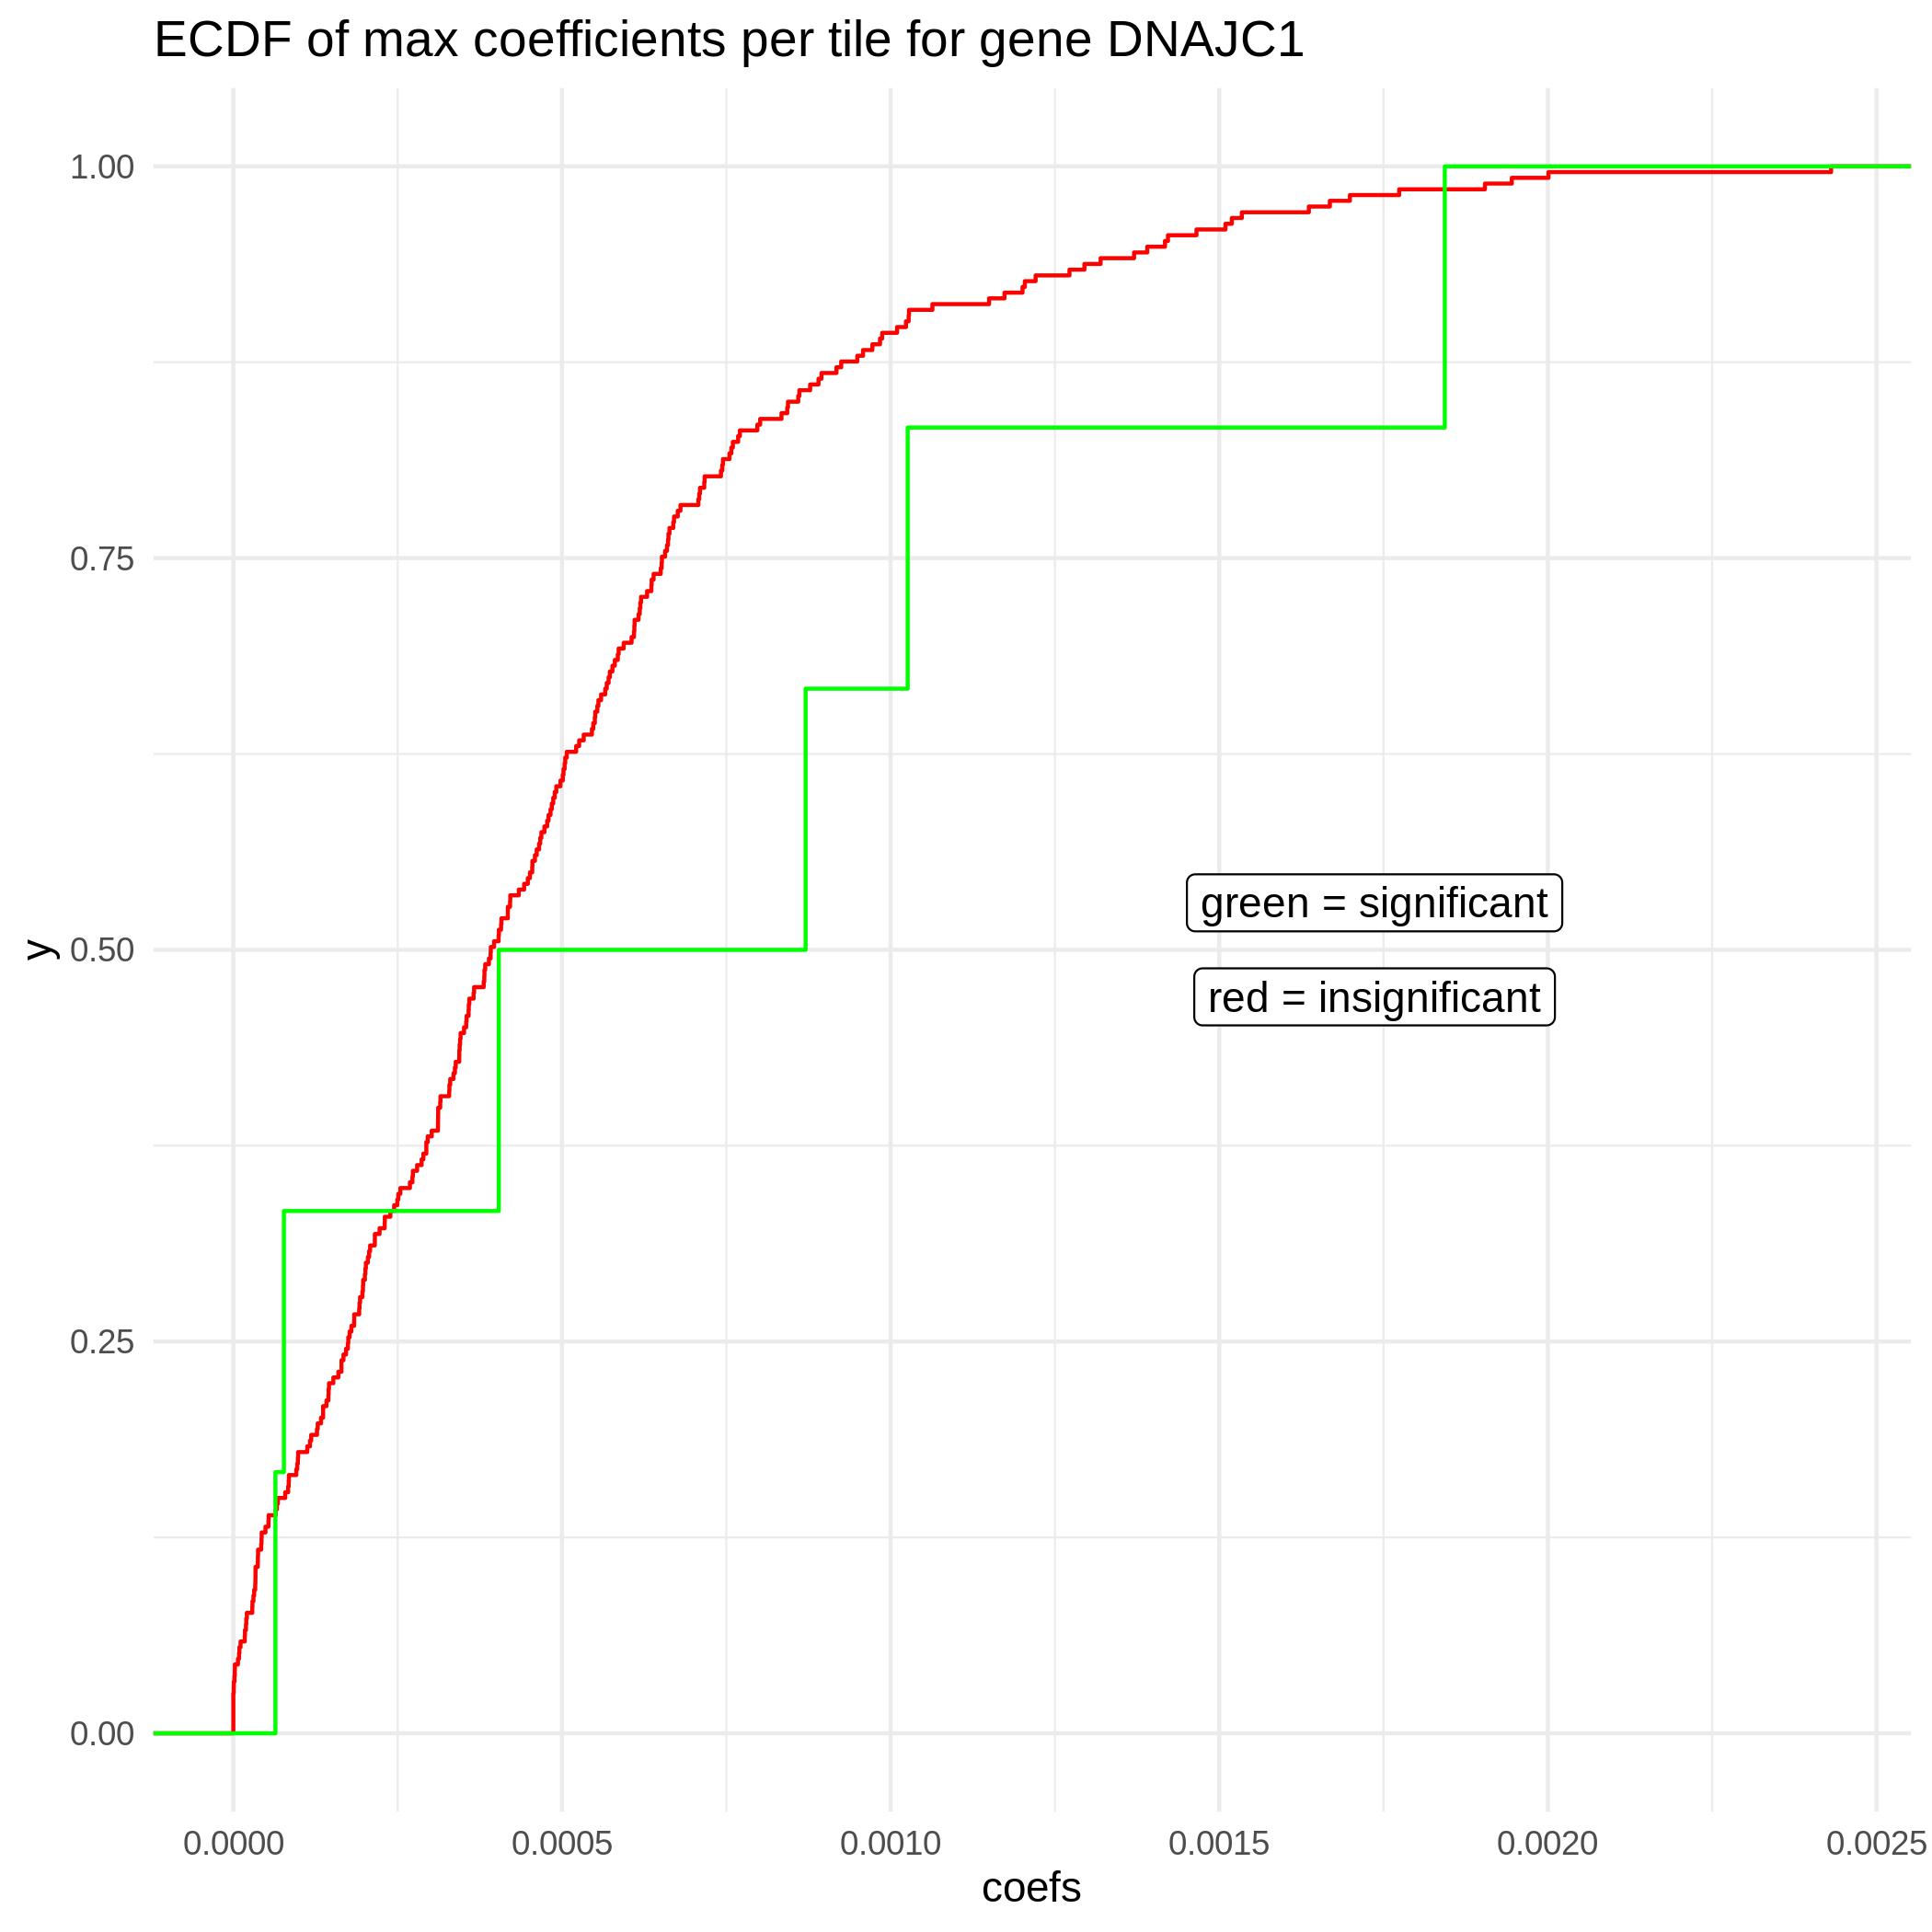 ECDF of max coefficients per tile for gene DNAJC1
1.00
0.75
0.50
0.25
0.00
y
green = significant
red = insignificant
0.0000 0.0005 0.0010 0.0015 0.0020 0.0025
coefs